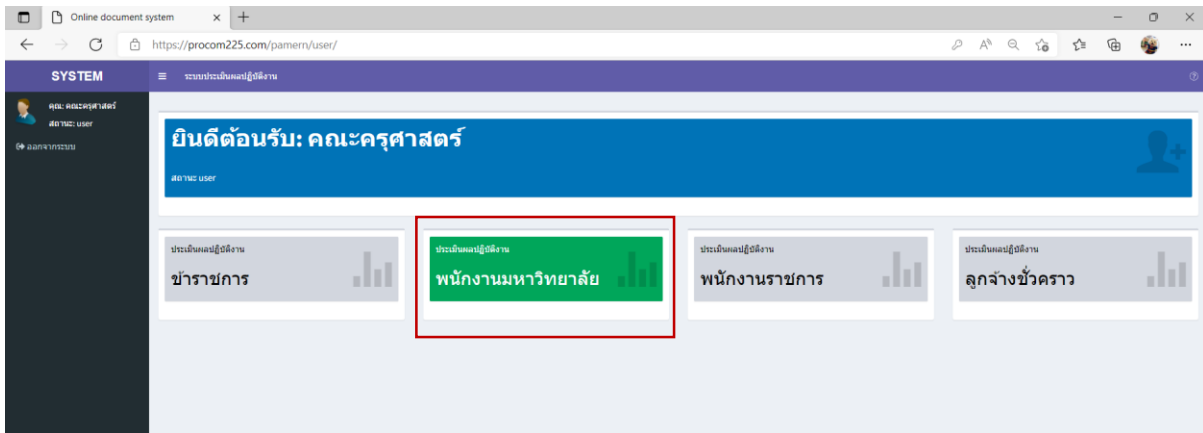 Online document system
https://procom225.com/pamern/user/
SYSTEM
ระบบประเมินผลปฏิบัติงาน
คุณ: คณะครุศาสตร์
สถานะ: user
ออกจากระบบ
ยินดีต้อนรับ: คณะครุศาสตร์
สถานะ user
ประเมินผลปฏิบัติงาน
ข้าราชการ
ประเมินผลปฏิบัติงาน
พนักงานมหาวิทยาลัย
ประเมินผลปฏิบัติงาน
พนักงานราชการ
ประเมินผลปฏิบัติงาน
ลูกจ้างชั่วคราว